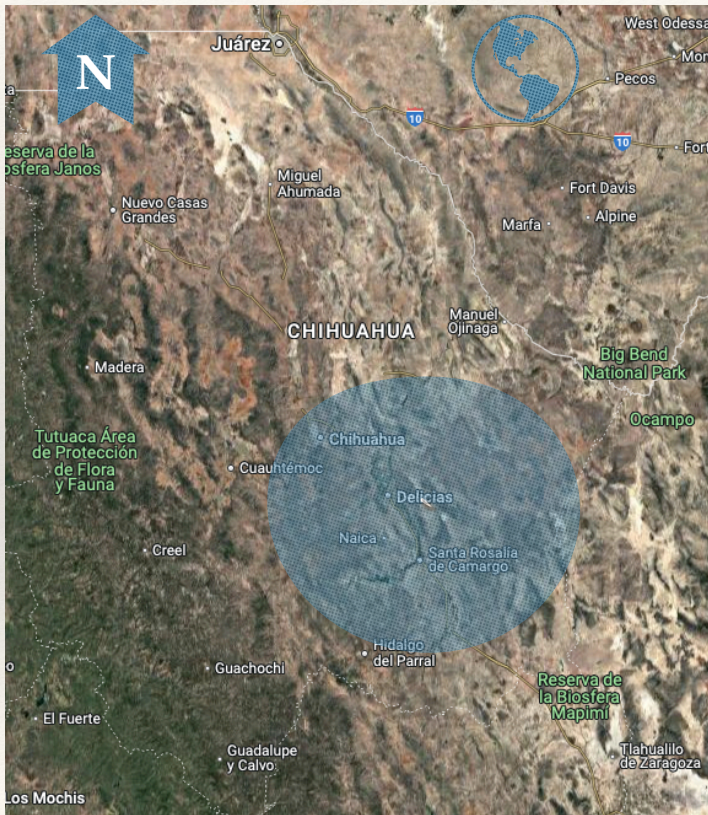 N
Juárez
West Odessa
Pecos
10
10
Fort Davis
Marfa
Alpine
Miguel
Ahumada
Nuevo Casas
Grandes
CHIHUAHUA
Manuel
Ojinaga
Big Bend
National Park
Madera
Ocampo
Tutuaca Área
de Protección
de Flora
y Fauna
Chihuahua
Cuauhtémoc
Delicias
Naica
Creel
Santa Rosalía
de Camargo
Hidalgo
del Parral
Guachochi
Reserva de
la Biosfera
Mapimí
El Fuerte
Guadalupe
y Calvo
Tlahualilo
de Zaragoza
Los Mochis
eserva de la
osfera Janos
Mon
Fort